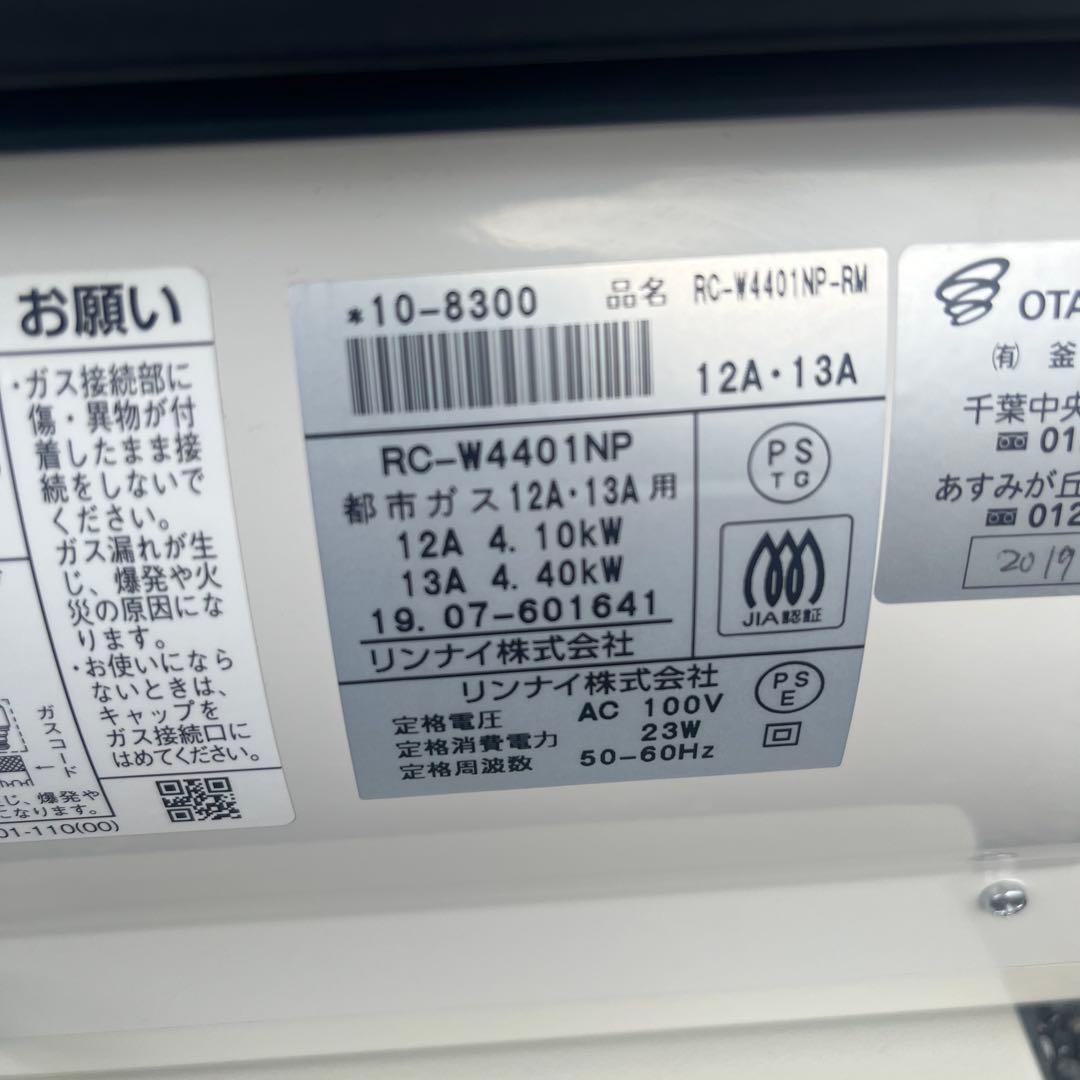 お願い
・ガス接続部に
傷・異物が付
着したまま接
続をしないで
ください。
ガス漏れが生
じ、爆発や火
災の原因にな
ります。
・お使いになら
ないときは、
キャップを
ガス接続口に
はめてください。
ガスコード
じ、爆発や
になります。
01-110(00)
*10-8300
品名 RC-W4401NP-RM
12A・13A
RC-W4401NP
都市ガス12A・13A用
12A 4.10kW
13A 4.40kW
19.07-601641
リンナイ株式会社
PS
TG
JIA認証
リンナイ株式会社
定格電圧 AC 100V
定格消費電力 23W
定格周波数 50-60Hz
PS
E
OTA
(有) 釜
千葉中央
01
あすみが丘
012
2019